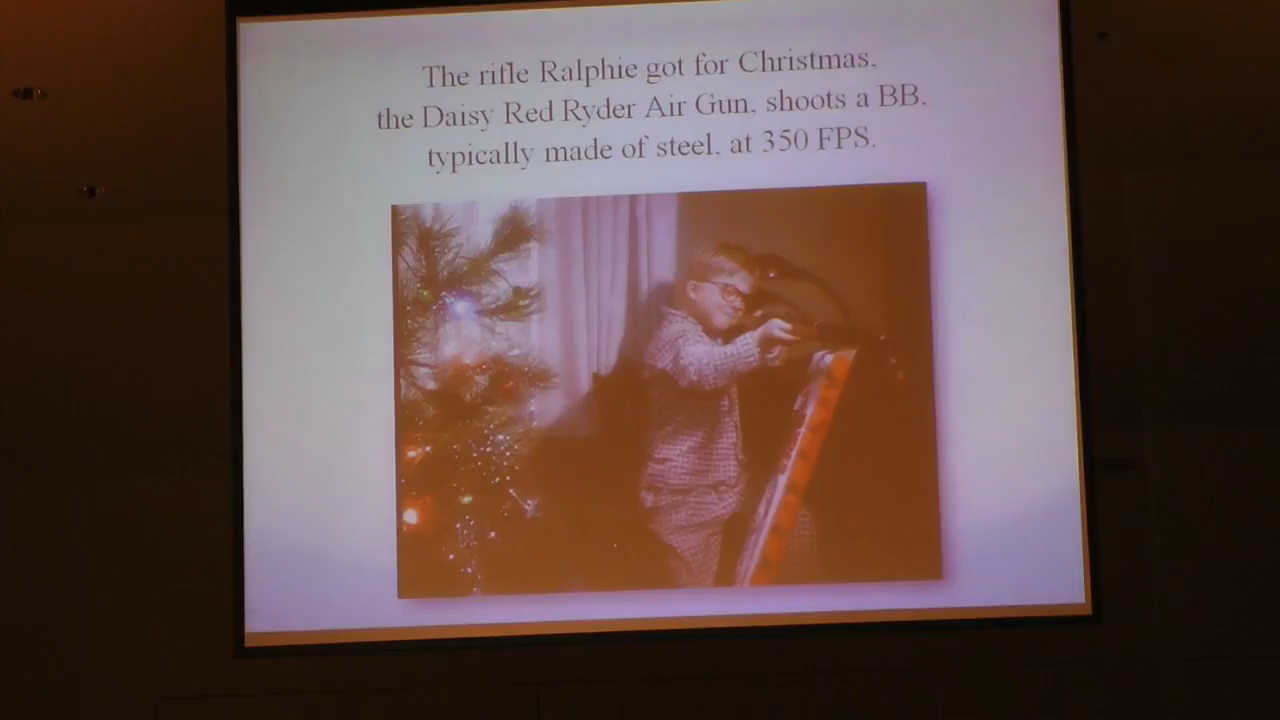 The rifle Ralphie got for Christmas,
the Daisy Red Ryder Air Gun, shoots a BB,
typically made of steel, at 350 FPS.